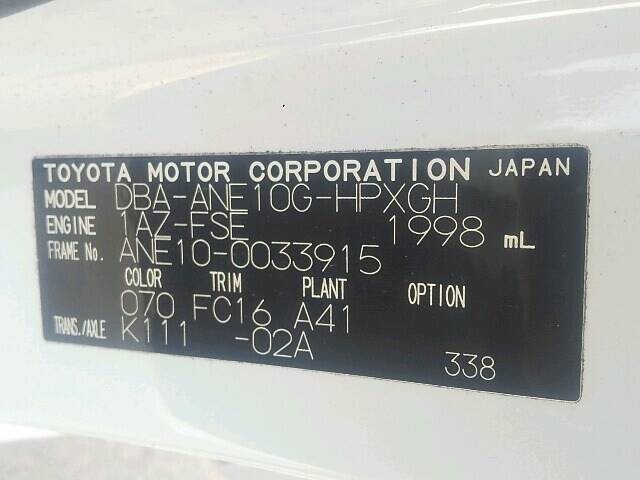 TOYOTA MOTOR CORPORATION JAPAN
MODEL DBA-ANE10G-HPXGH
ENGINE 1AZ-FSE 1998 mL
FRAME No. ANE10-0033915
COLOR TRIM PLANT OPTION
070 FC16 A41
TRANS./AXLE K111 -02A
338